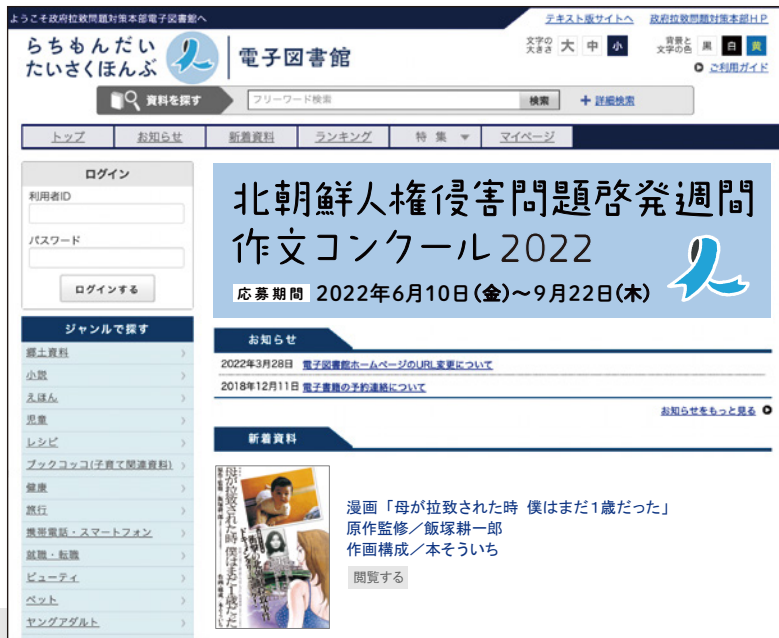 ようこそ政府拉致問題対策本部電子図書館へ
テキスト版サイトへ 政府拉致問題対策本部HP
らちもんだい
たいさくほんぶ
電子図書館
文字の大きさ 大 中 小 背景と文字の色 黒 白 黄
ご利用ガイド
資料を探す フリーワード検索 検索 + 詳細検索
トップ お知らせ 新着資料 ランキング 特集 ▼ マイページ
ログイン
利用者ID
パスワード
ログインする
ジャンルで探す
郷土資料
小説
えほん
児童
レシピ
ブックコッコ(子育て関連資料)
健康
旅行
携帯電話・スマートフォン
就職・転職
ビューティ
ペット
ヤングアダルト
北朝鮮人権侵害問題啓発週間
作文コンクール2022
応募期間 2022年6月10日(金)～9月22日(木)
お知らせ
2022年3月28日 電子図書館ホームページのURL変更について
2018年12月11日 電子書籍の予約連絡について
お知らせをもっと見る
新着資料
母が拉致された時 僕はまだ1歳だった
漫画「母が拉致された時 僕はまだ1歳だった」
原作監修／飯塚耕一郎
作画構成／本そういち
閲覧する